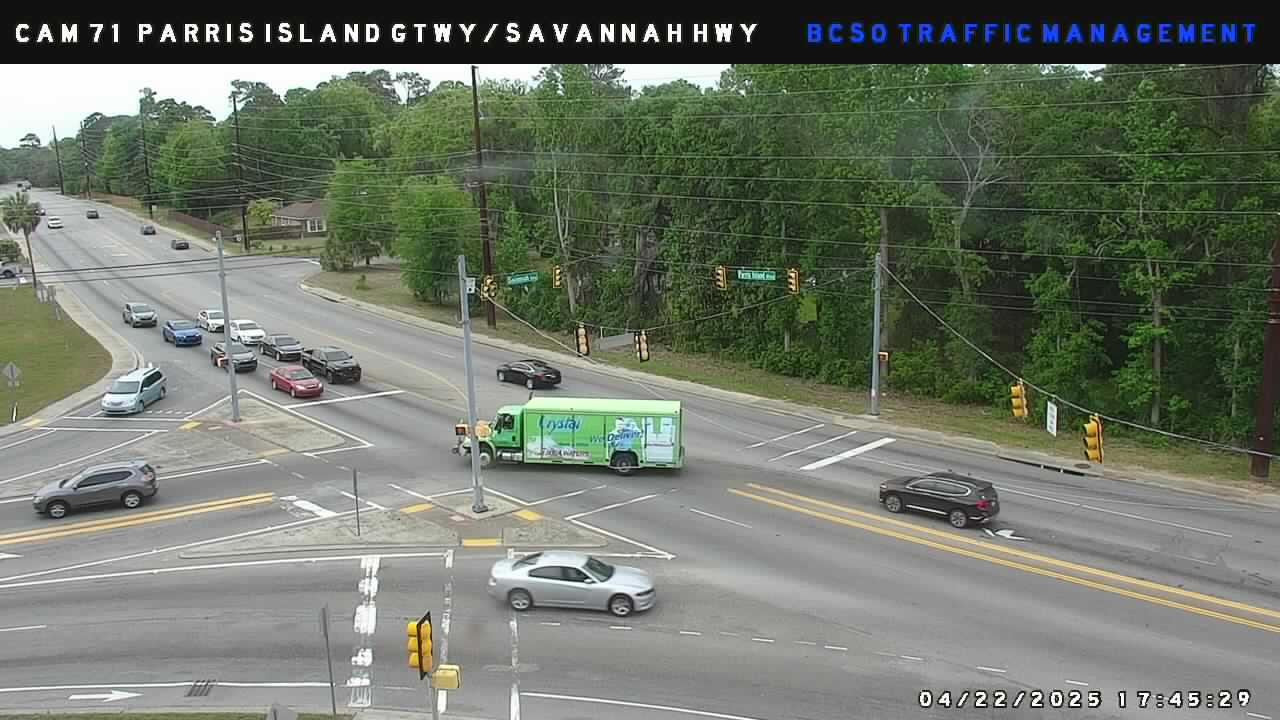 CAM 71 PARRIS ISLAND GTWY/SAVANNAH HWY BCSO TRAFFIC MANAGEMENT
Crystal
We Deliver!
04/22/2025 17:45:29